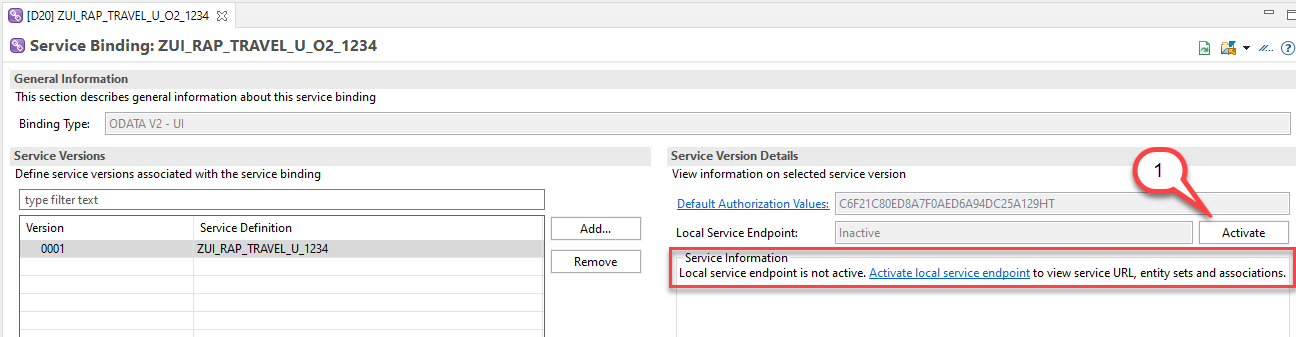 [D20] ZUI_RAP_TRAVEL_U_O2_1234
Service Binding: ZUI_RAP_TRAVEL_U_O2_1234
General Information
This section describes general information about this service binding
Binding Type: ODATA V2 - UI
Service Versions
Define service versions associated with the service binding
type filter text
Version Service Definition
0001 ZUI_RAP_TRAVEL_U_1234
Add...
Remove
Service Version Details
View information on selected service version
1
Default Authorization Values: C6F21C80ED8A7F0AED6A94DC25A129HT
Local Service Endpoint: Inactive Activate
Service Information
Local service endpoint is not active. Activate local service endpoint to view service URL, entity sets and associations.